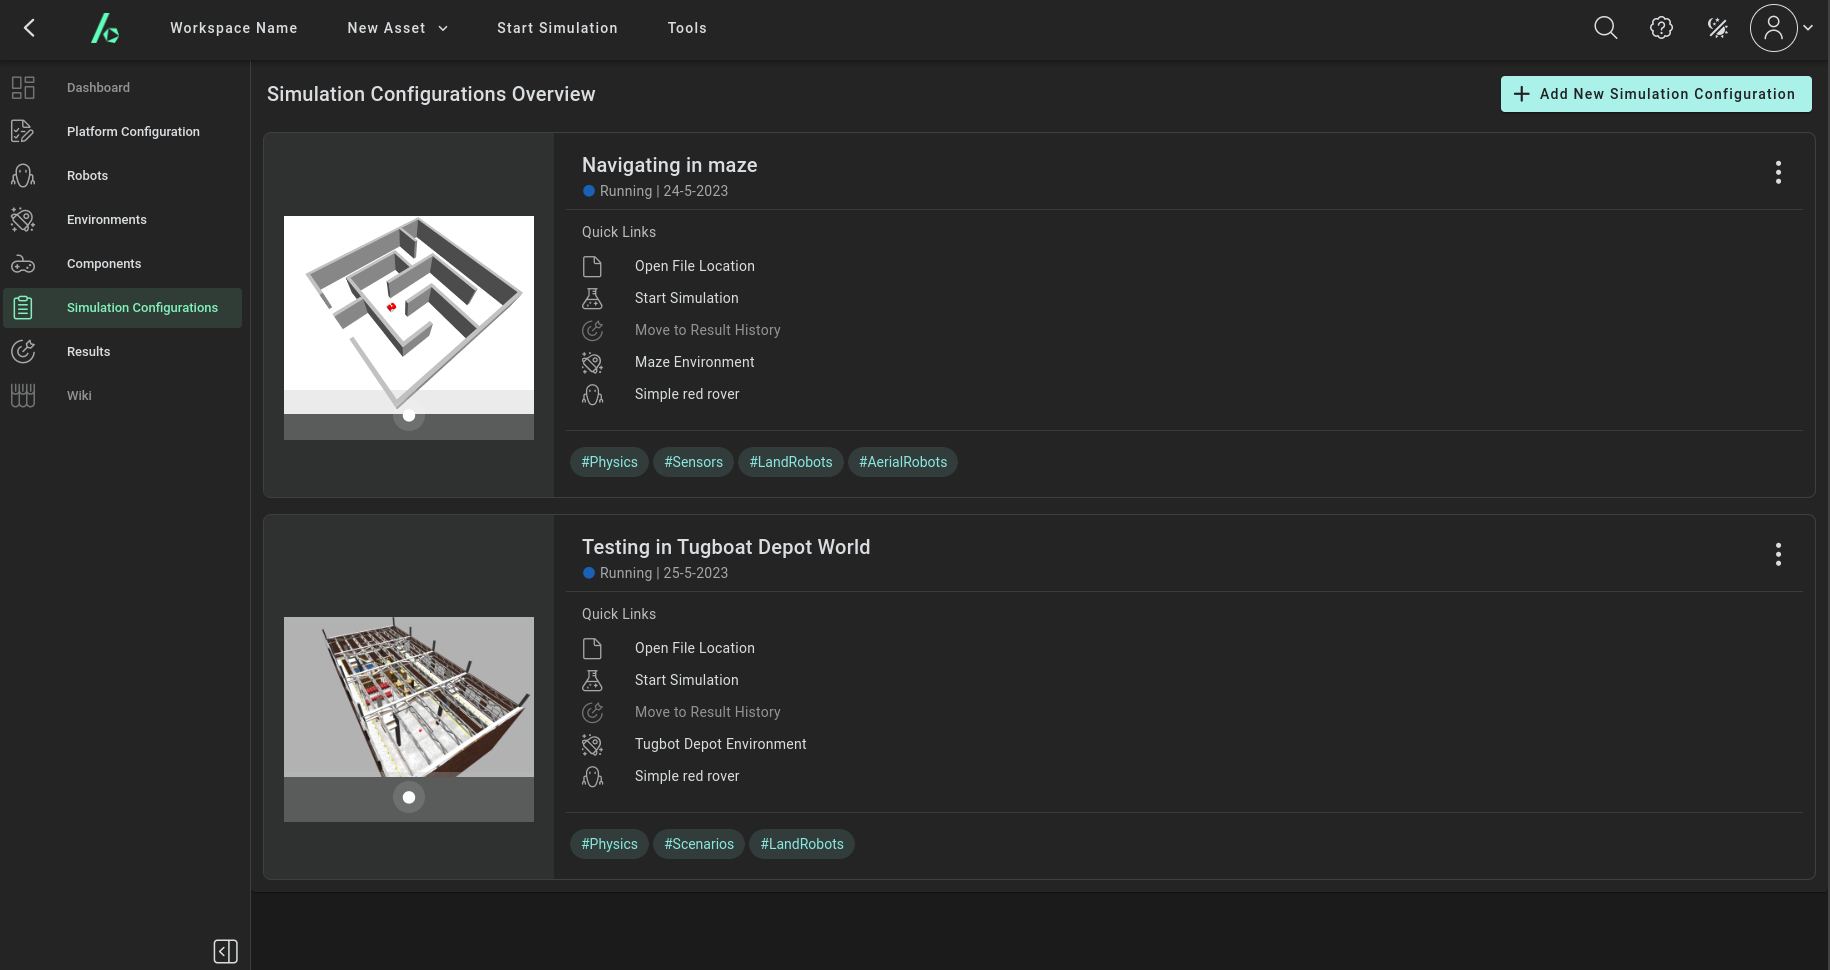 Workspace Name
New Asset
Start Simulation
Tools
Dashboard
Platform Configuration
Robots
Environments
Components
Simulation Configurations
Results
Wiki
Simulation Configurations Overview
Add New Simulation Configuration
Navigating in maze
Running | 24-5-2023
Quick Links
Open File Location
Start Simulation
Move to Result History
Maze Environment
Simple red rover
#Physics #Sensors #LandRobots #AerialRobots
Testing in Tugboat Depot World
Running | 25-5-2023
Quick Links
Open File Location
Start Simulation
Move to Result History
Tugbot Depot Environment
Simple red rover
#Physics #Scenarios #LandRobots